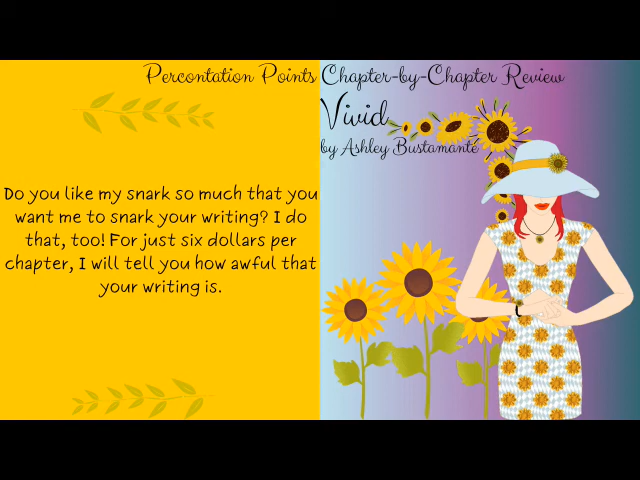 Percontation Points Chapter-by-Chapter Review
Vivid
by Ashley Bustamante
Do you like my snark so much that you
want me to snark your writing? I do
that, too! For just six dollars per
chapter, I will tell you how awful that
your writing is.